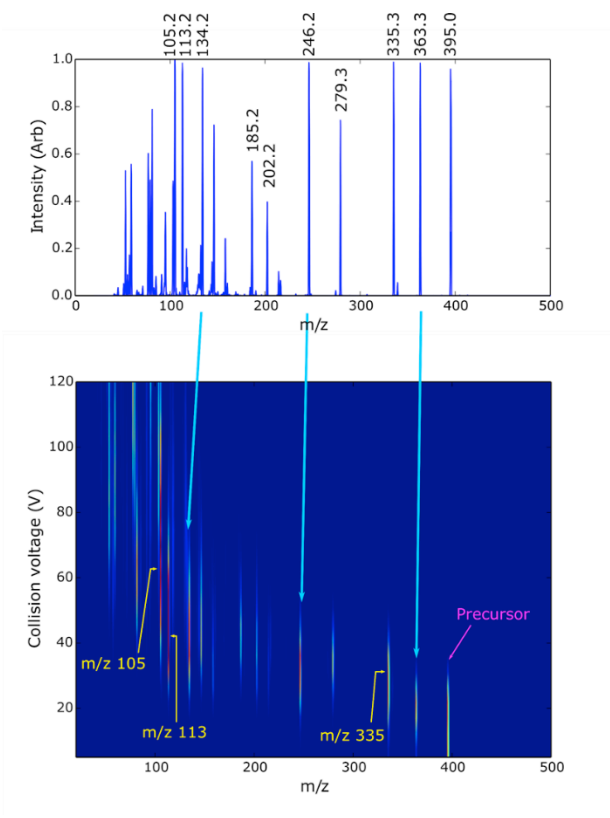 105.2
113.2
134.2
246.2
335.3
363.3
395.0
279.3
185.2
202.2
Intensity (Arb)
1.0
0.8
0.6
0.4
0.2
0.0
0 100 200 300 400 500
m/z
Collision voltage (V)
120
100
80
60
40
20
Precursor
m/z 105
m/z 113
m/z 335
100 200 300 400 500
m/z